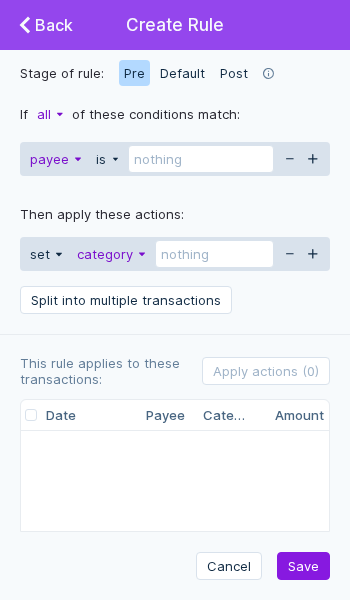 Back Create Rule
Stage of rule: Pre Default Post
If all of these conditions match:
payee is nothing − +
Then apply these actions:
set category nothing − +
Split into multiple transactions
This rule applies to these
transactions:
Apply actions (0)
Date Payee Cate... Amount
Cancel Save